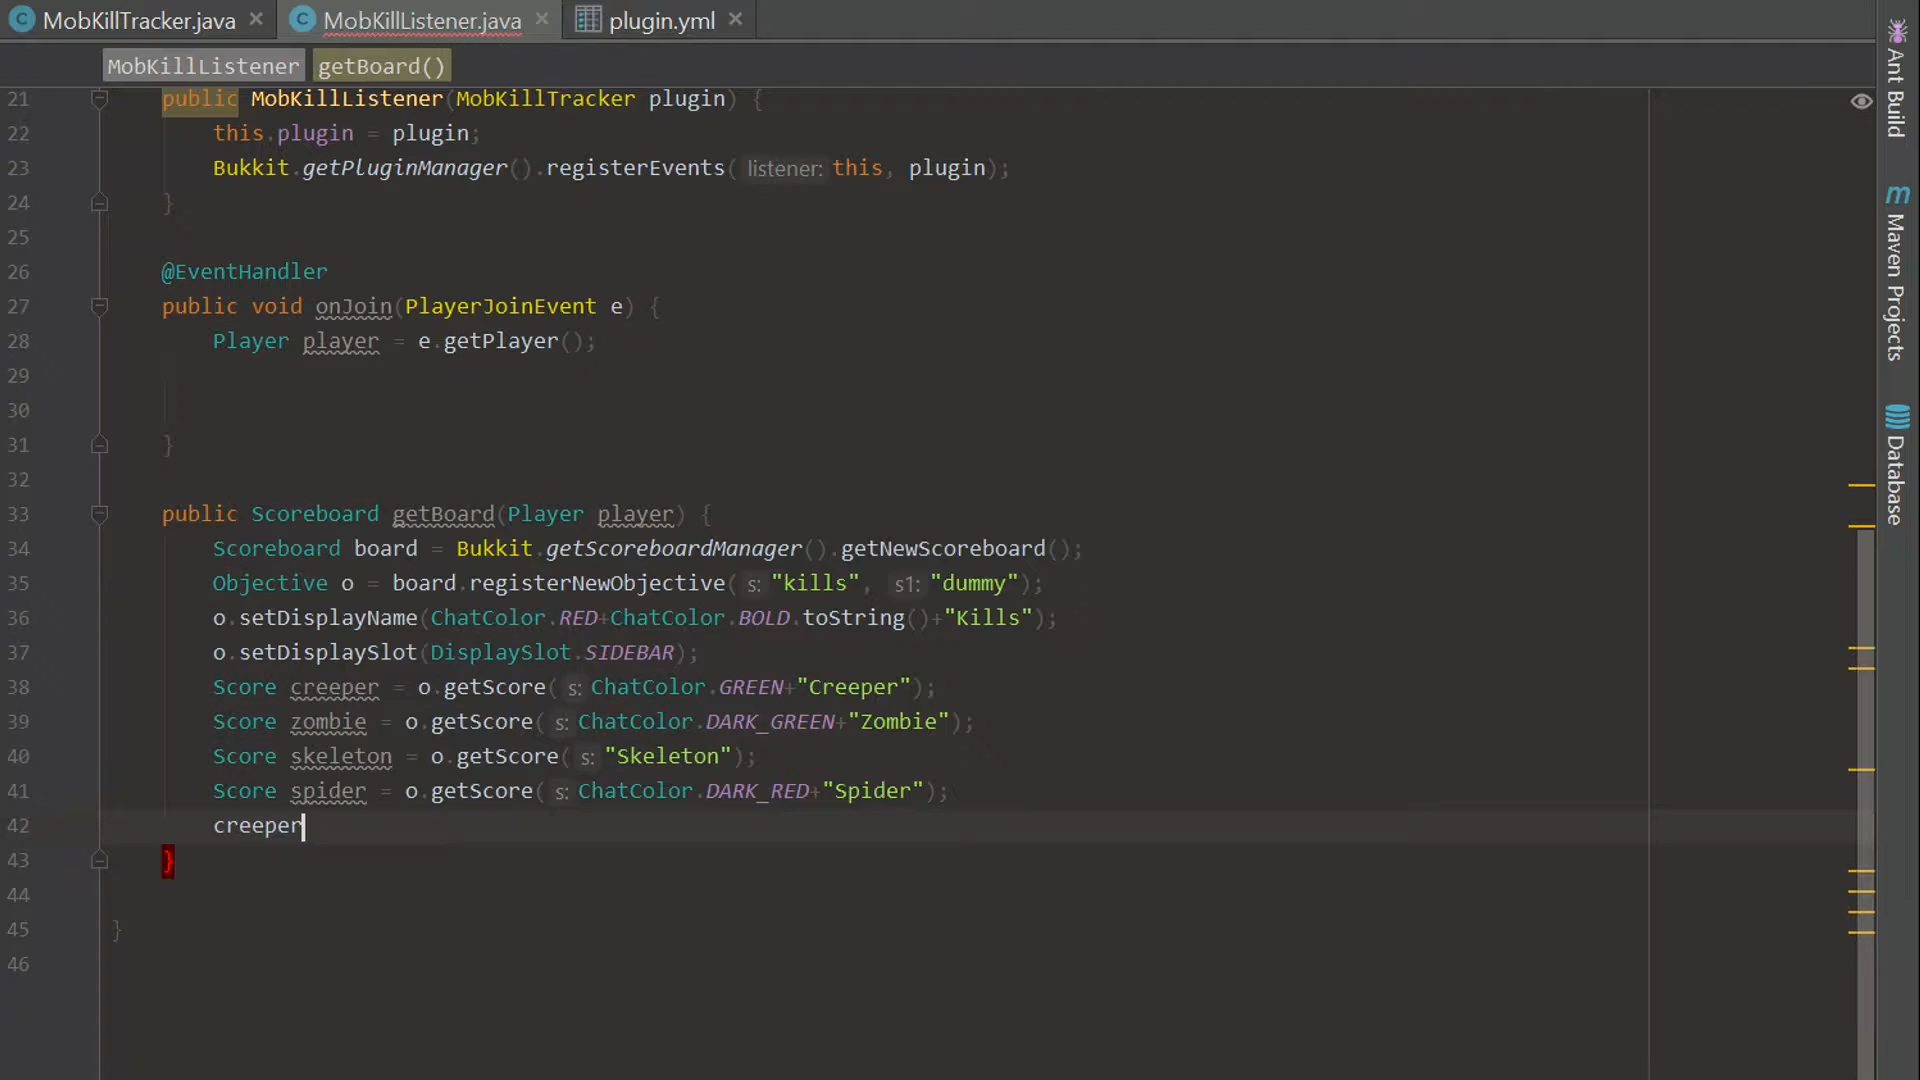 MobKillTracker.java
MobKillListener.java
plugin.yml
MobKillListener
getBoard()
21 public MobKillListener(MobKillTracker plugin) {
22 this.plugin = plugin;
23 Bukkit.getPluginManager().registerEvents( listener: this, plugin);
24 }
25
26 @EventHandler
27 public void onJoin(PlayerJoinEvent e) {
28 Player player = e.getPlayer();
29
30
31 }
32
33 public Scoreboard getBoard(Player player) {
34 Scoreboard board = Bukkit.getScoreboardManager().getNewScoreboard();
35 Objective o = board.registerNewObjective( s: "kills", s1: "dummy");
36 o.setDisplayName(ChatColor.RED+ChatColor.BOLD.toString()+"Kills");
37 o.setDisplaySlot(DisplaySlot.SIDEBAR);
38 Score creeper = o.getScore( s: ChatColor.GREEN+"Creeper");
39 Score zombie = o.getScore( s: ChatColor.DARK_GREEN+"Zombie");
40 Score skeleton = o.getScore( s: "Skeleton");
41 Score spider = o.getScore( s: ChatColor.DARK_RED+"Spider");
42 creeper
43 }
44
45 }
46
Ant Build
m Maven Projects
Database